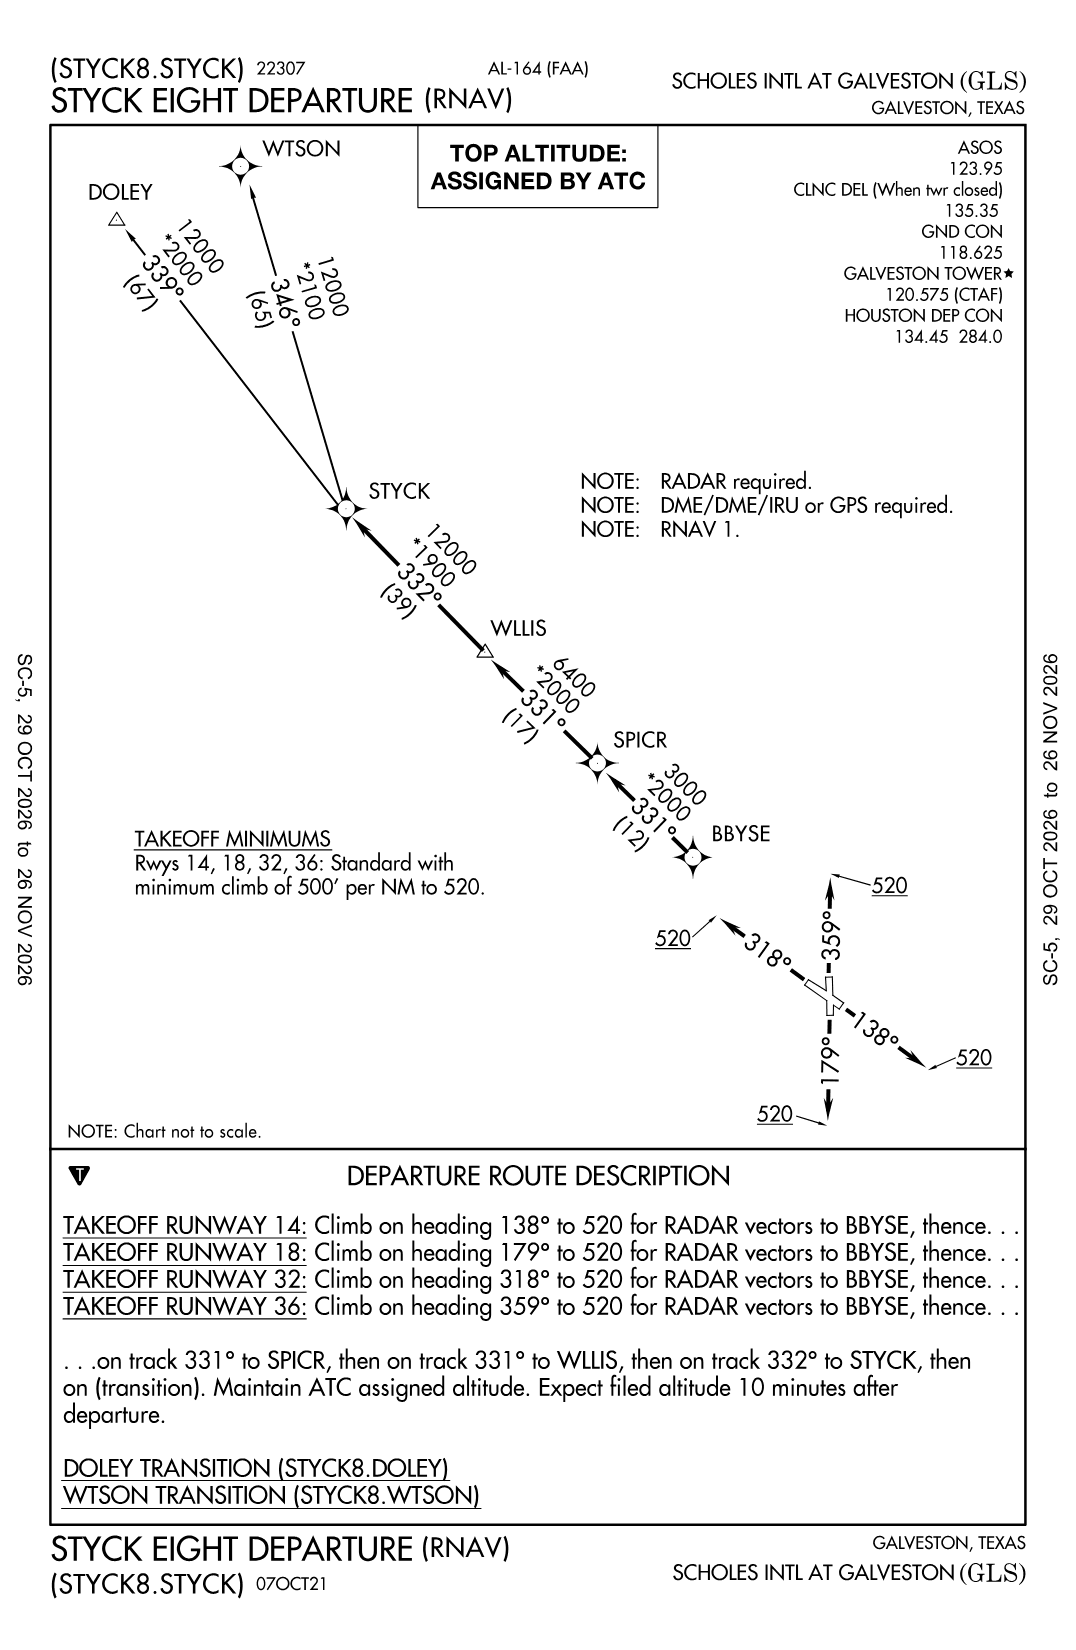 (STYCK8.STYCK) 22307
AL-164 (FAA)
SCHOLES INTL AT GALVESTON (GLS)
STYCK EIGHT DEPARTURE (RNAV)
GALVESTON, TEXAS
TOP ALTITUDE:
ASSIGNED BY ATC
ASOS
123.95
CLNC DEL (When twr closed)
135.35
GND CON
118.625
GALVESTON TOWER★
120.575 (CTAF)
HOUSTON DEP CON
134.45 284.0
WTSON
DOLEY
12000
*2000
339°
(67)
12000
*2100
346°
(65)
STYCK
NOTE: RADAR required.
NOTE: DME/DME/IRU or GPS required.
NOTE: RNAV 1.
12000
*1900
332°
(39)
WLLIS
6400
*2000
331°
(17)
SPICR
3000
*2000
331°
(12)
BBYSE
TAKEOFF MINIMUMS
Rwys 14, 18, 32, 36: Standard with
minimum climb of 500' per NM to 520.
520
359°
520
318°
138°
520
179°
520
NOTE: Chart not to scale.
SC-5, 29 OCT 2026 to 26 NOV 2026
SC-5, 29 OCT 2026 to 26 NOV 2026
T
DEPARTURE ROUTE DESCRIPTION
TAKEOFF RUNWAY 14: Climb on heading 138° to 520 for RADAR vectors to BBYSE, thence. . .
TAKEOFF RUNWAY 18: Climb on heading 179° to 520 for RADAR vectors to BBYSE, thence. . .
TAKEOFF RUNWAY 32: Climb on heading 318° to 520 for RADAR vectors to BBYSE, thence. . .
TAKEOFF RUNWAY 36: Climb on heading 359° to 520 for RADAR vectors to BBYSE, thence. . .
. . .on track 331° to SPICR, then on track 331° to WLLIS, then on track 332° to STYCK, then
on (transition). Maintain ATC assigned altitude. Expect filed altitude 10 minutes after
departure.
DOLEY TRANSITION (STYCK8.DOLEY)
WTSON TRANSITION (STYCK8.WTSON)
STYCK EIGHT DEPARTURE (RNAV)
GALVESTON, TEXAS
(STYCK8.STYCK) 07OCT21
SCHOLES INTL AT GALVESTON (GLS)